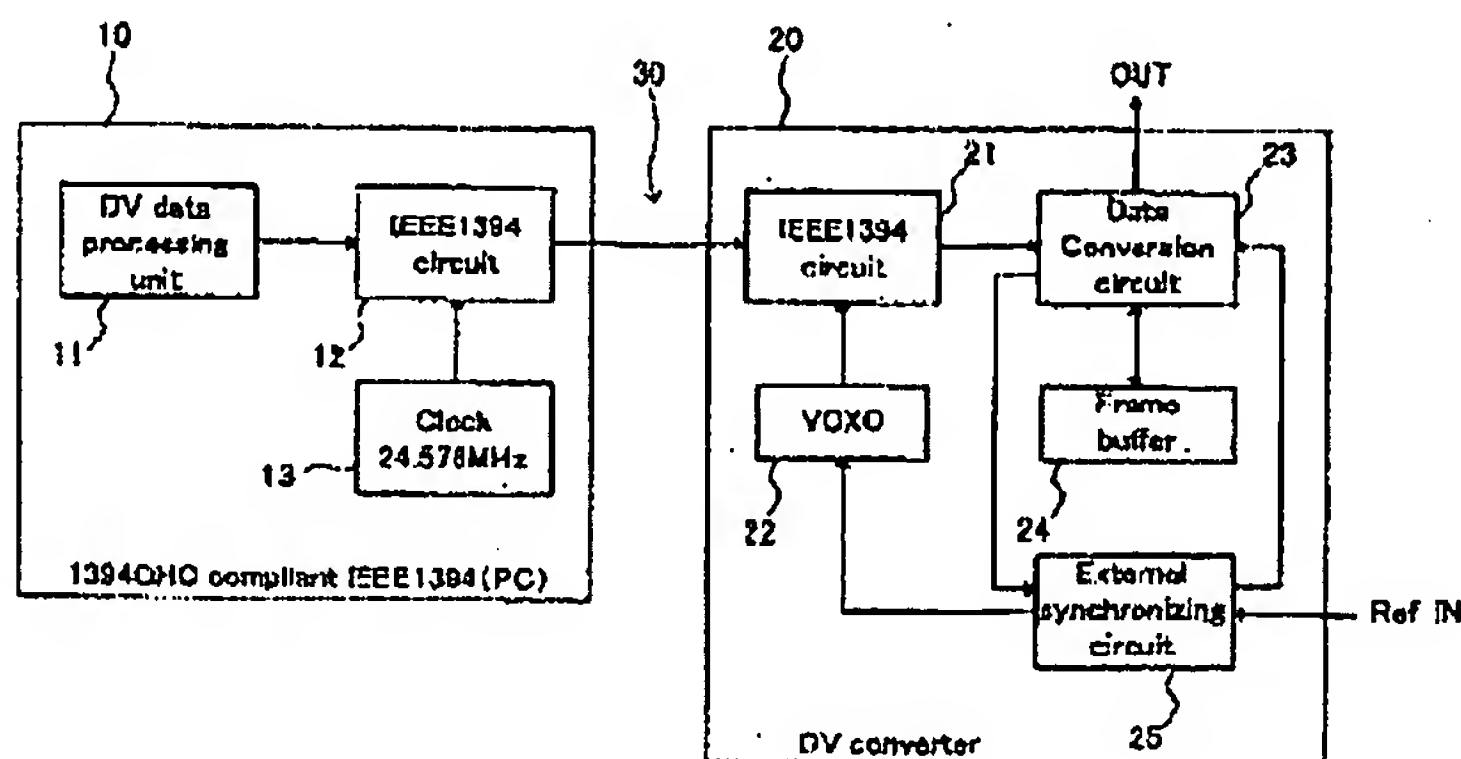 10
20
30
OUT
21
23
DV data
processing
unit
IEEE1394
circuit
IEEE1394
circuit
Data
Conversion
circuit
11
12
Clock
24.576MHz
13
VCXO
22
Frame
buffer
24
1394OHO compliant IEEE1394(PC)
External
synchronizing
circuit
Ref IN
25
DV converter